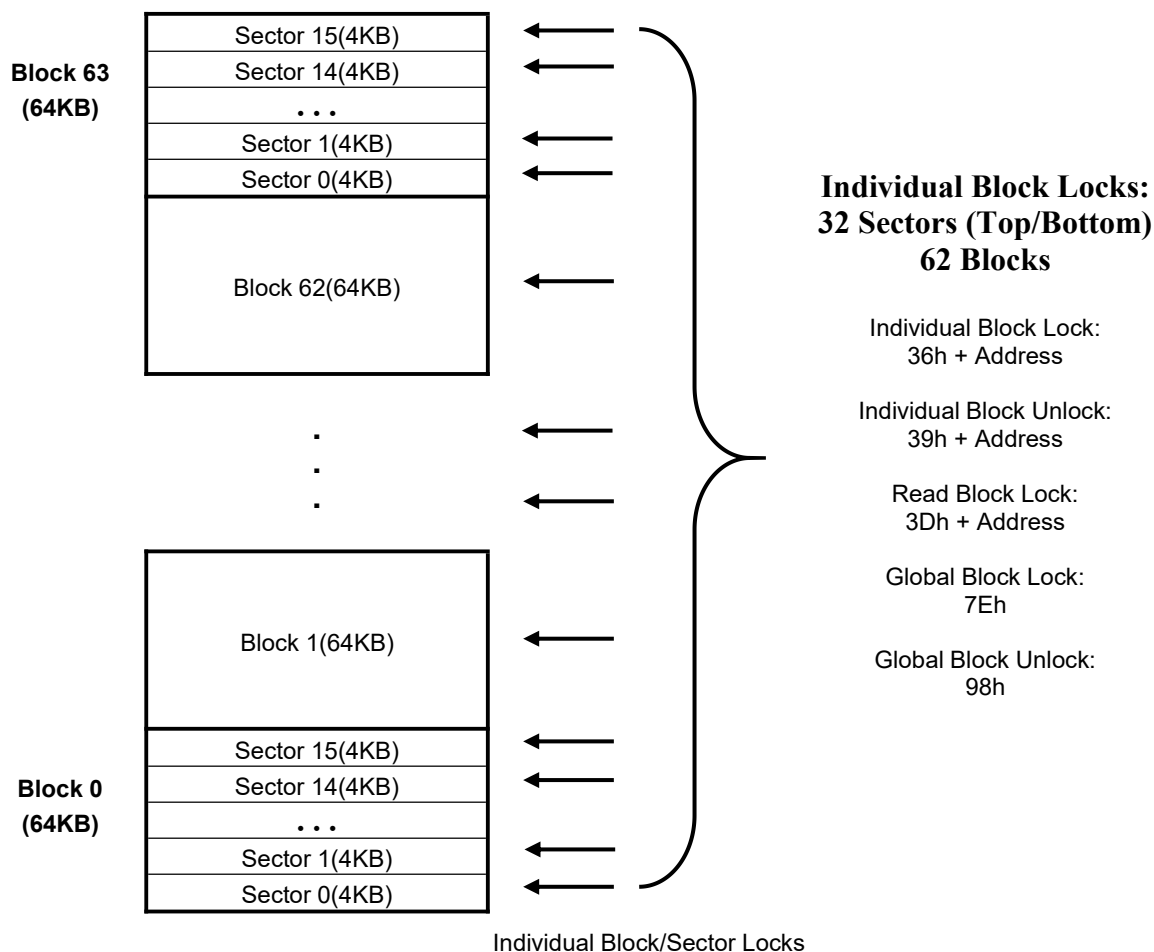 Block 63
(64KB)
Sector 15(4KB)
Sector 14(4KB)
...
Sector 1(4KB)
Sector 0(4KB)
Block 62(64KB)
.
.
.
Block 1(64KB)
Block 0
(64KB)
Sector 15(4KB)
Sector 14(4KB)
...
Sector 1(4KB)
Sector 0(4KB)
Individual Block Locks:
32 Sectors (Top/Bottom)
62 Blocks
Individual Block Lock:
36h + Address
Individual Block Unlock:
39h + Address
Read Block Lock:
3Dh + Address
Global Block Lock:
7Eh
Global Block Unlock:
98h
Individual Block/Sector Locks